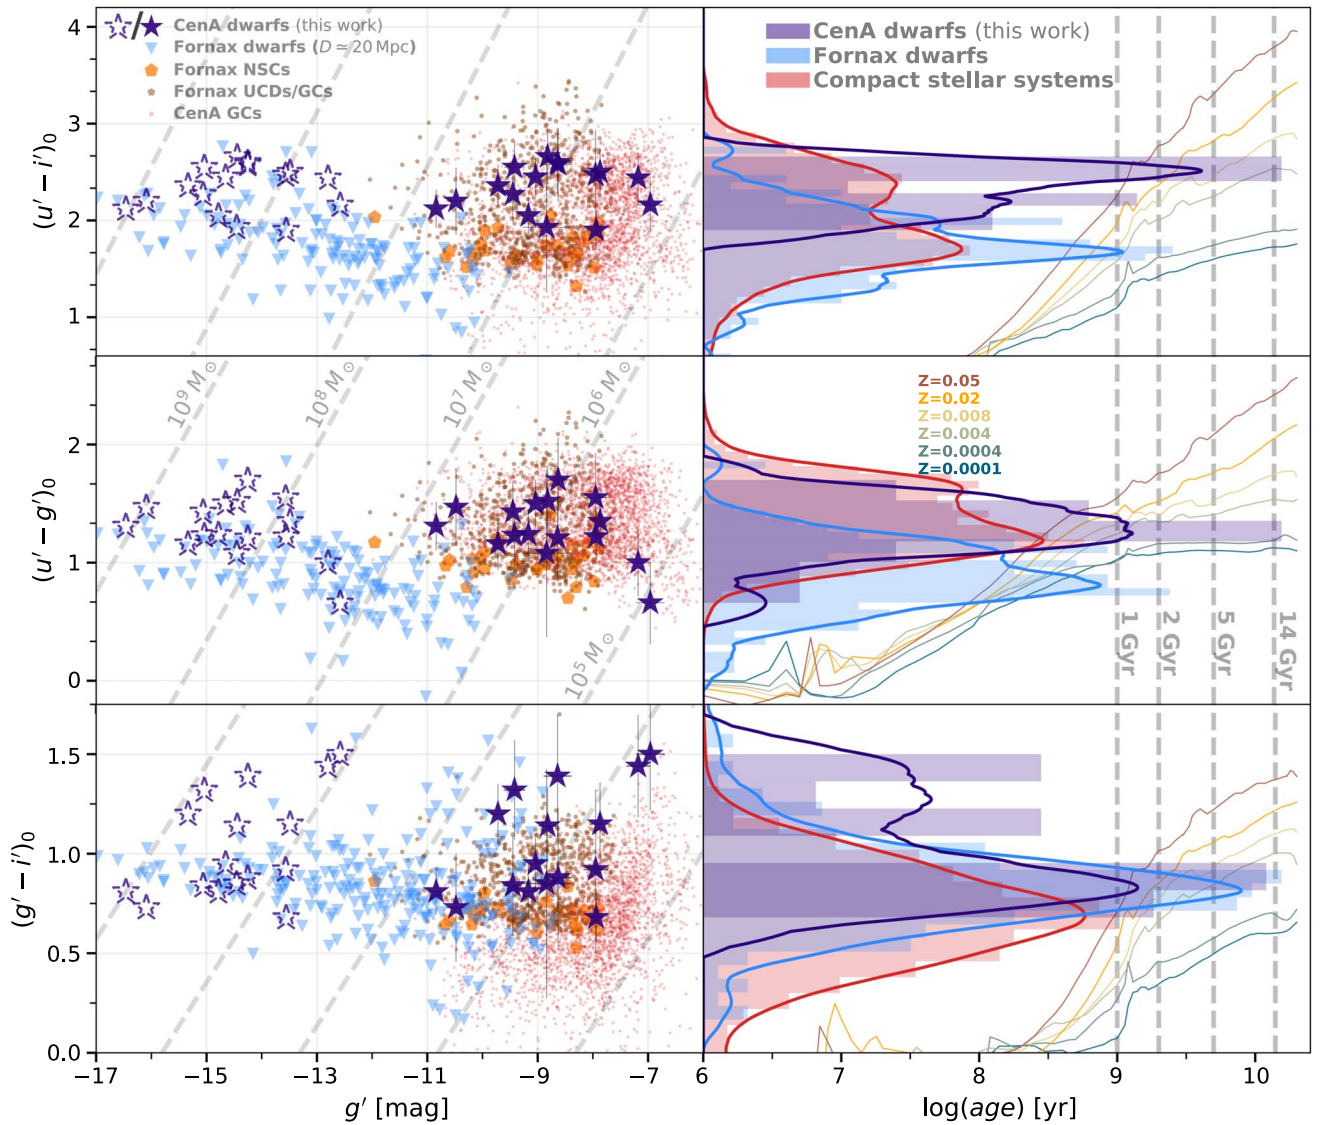 4
3
2
1
(u′ − i′)₀
/ CenA dwarfs (this work)
Fornax dwarfs (D ≃ 20 Mpc)
Fornax NSCs
Fornax UCDs/GCs
CenA GCs
CenA dwarfs (this work)
Fornax dwarfs
Compact stellar systems
2
1
0
(u′ − g′)₀
10⁹ M⊙
10⁸ M⊙
10⁷ M⊙
10⁶ M⊙
10⁵ M⊙
Z=0.05
Z=0.02
Z=0.008
Z=0.004
Z=0.0004
Z=0.0001
1 Gyr
2 Gyr
5 Gyr
14 Gyr
1.5
1.0
0.5
0.0
(g′ − i′)₀
−17 −15 −13 −11 −9 −7
g′ [mag]
6 7 8 9 10
log(age) [yr]